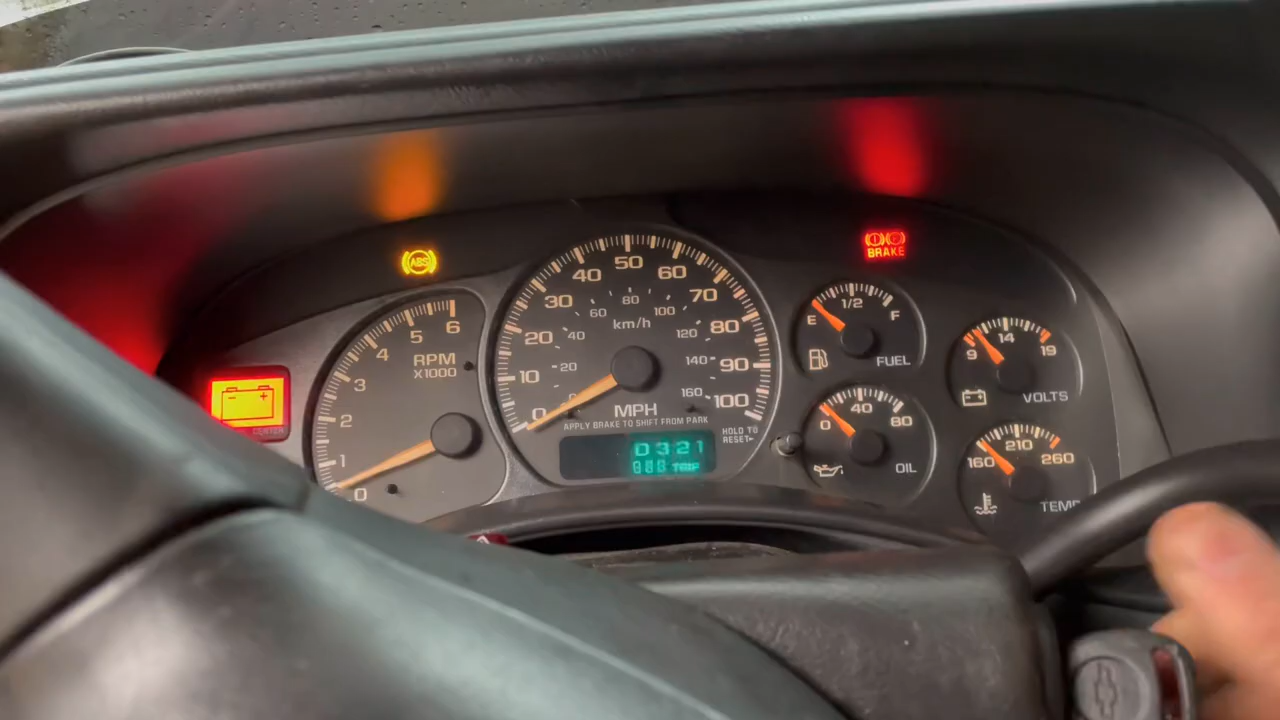 ABS
BRAKE
CENTER
0
1
2
3
4
5
6
RPM
X1000
0
10
20
30
40
50
60
70
80
90
100
20
40
60
80
100
120
140
160
km/h
MPH
APPLY BRAKE TO SHIFT FROM PARK
HOLD TO
RESET
TRIP
E 1/2 F
FUEL
9 14 19
VOLTS
0 40 80
OIL
160 210 260
TEMP